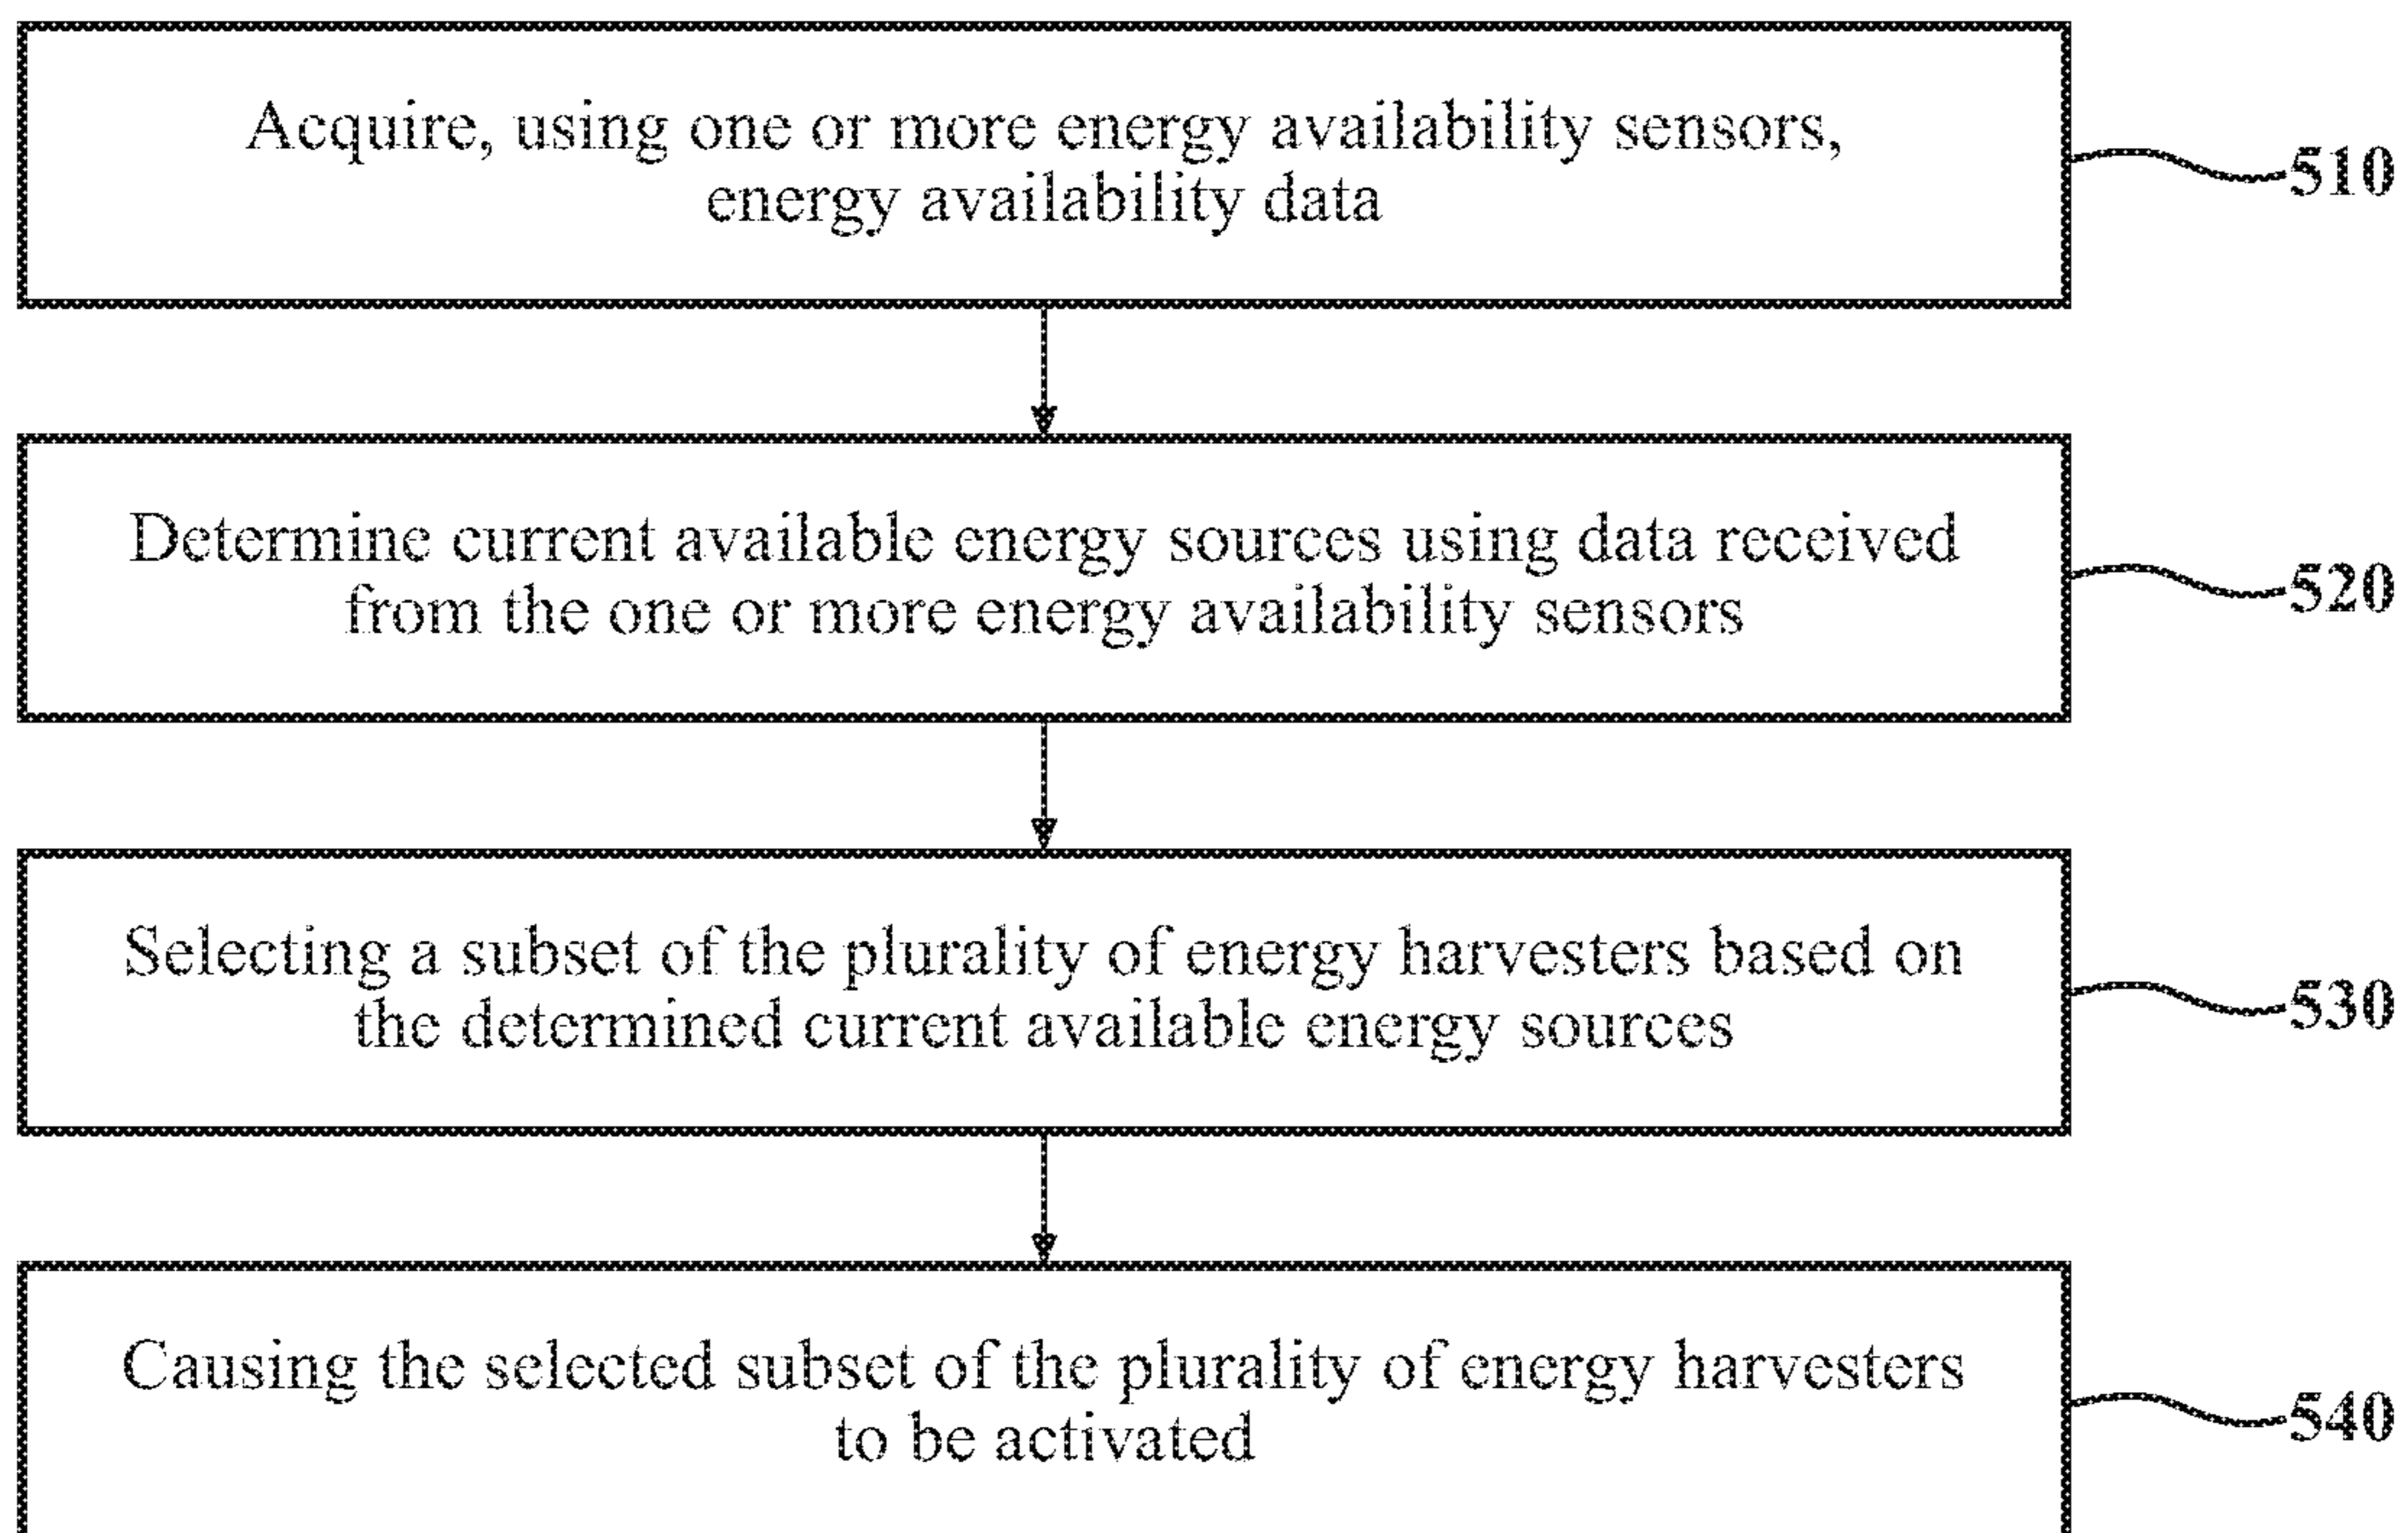 Acquire, using one or more energy availability sensors,
energy availability data
510
Determine current available energy sources using data received
from the one or more energy availability sensors
520
Selecting a subset of the plurality of energy harvesters based on
the determined current available energy sources
530
Causing the selected subset of the plurality of energy harvesters
to be activated
540